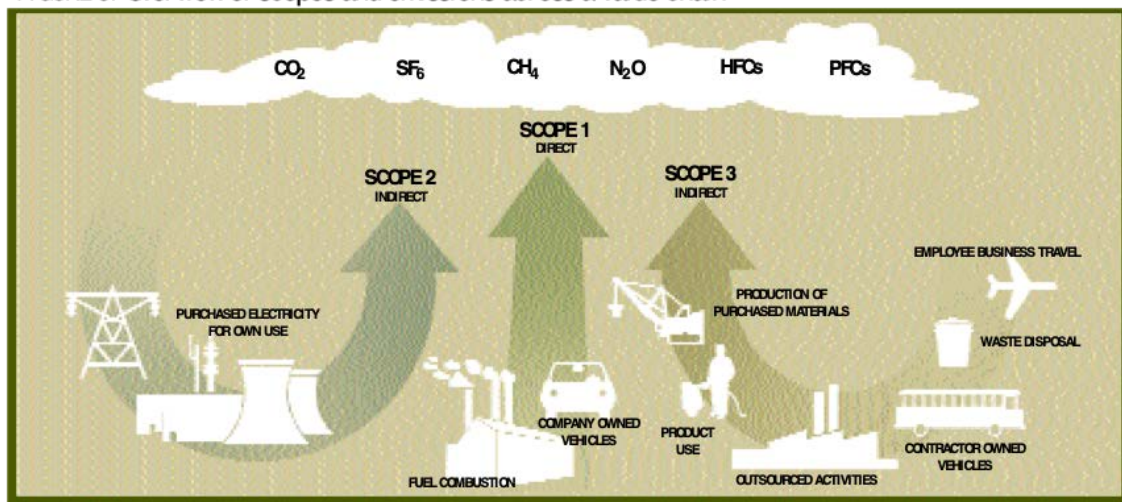 CO2 SF6 CH4 N2O HFCs PFCs
SCOPE 1
DIRECT
SCOPE 2
INDIRECT
SCOPE 3
INDIRECT
EMPLOYEE BUSINESS TRAVEL
PURCHASED ELECTRICITY
FOR OWN USE
PRODUCTION OF
PURCHASED MATERIALS
WASTE DISPOSAL
COMPANY OWNED
VEHICLES
PRODUCT
USE
CONTRACTOR OWNED
VEHICLES
FUEL COMBUSTION
OUTSOURCED ACTIVITIES